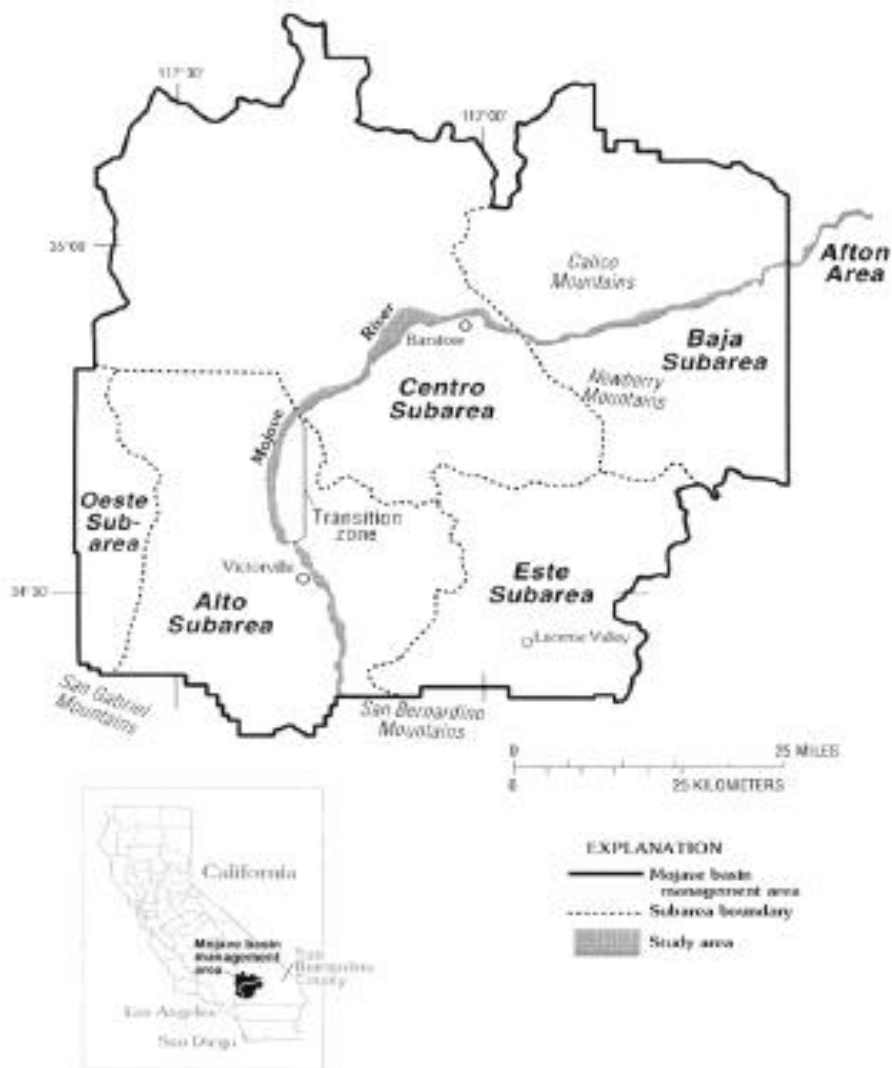 117°30'
117°00'
35°00'
Calico
Mountains
Afton
Area
Mojave
River
Barstow
Baja
Subarea
Centro
Subarea
Newberry
Mountains
Oeste
Sub-
area
Transition
zone
Victorville
34°30'
Alto
Subarea
Este
Subarea
Lucerne Valley
San Gabriel
Mountains
San Bernardino
Mountains
0
25 MILES
0
25 KILOMETERS
California
Mojave basin
management
area
San
Bernardino
County
Los Angeles
San Diego
EXPLANATION
Mojave basin
management area
Subarea boundary
Study area